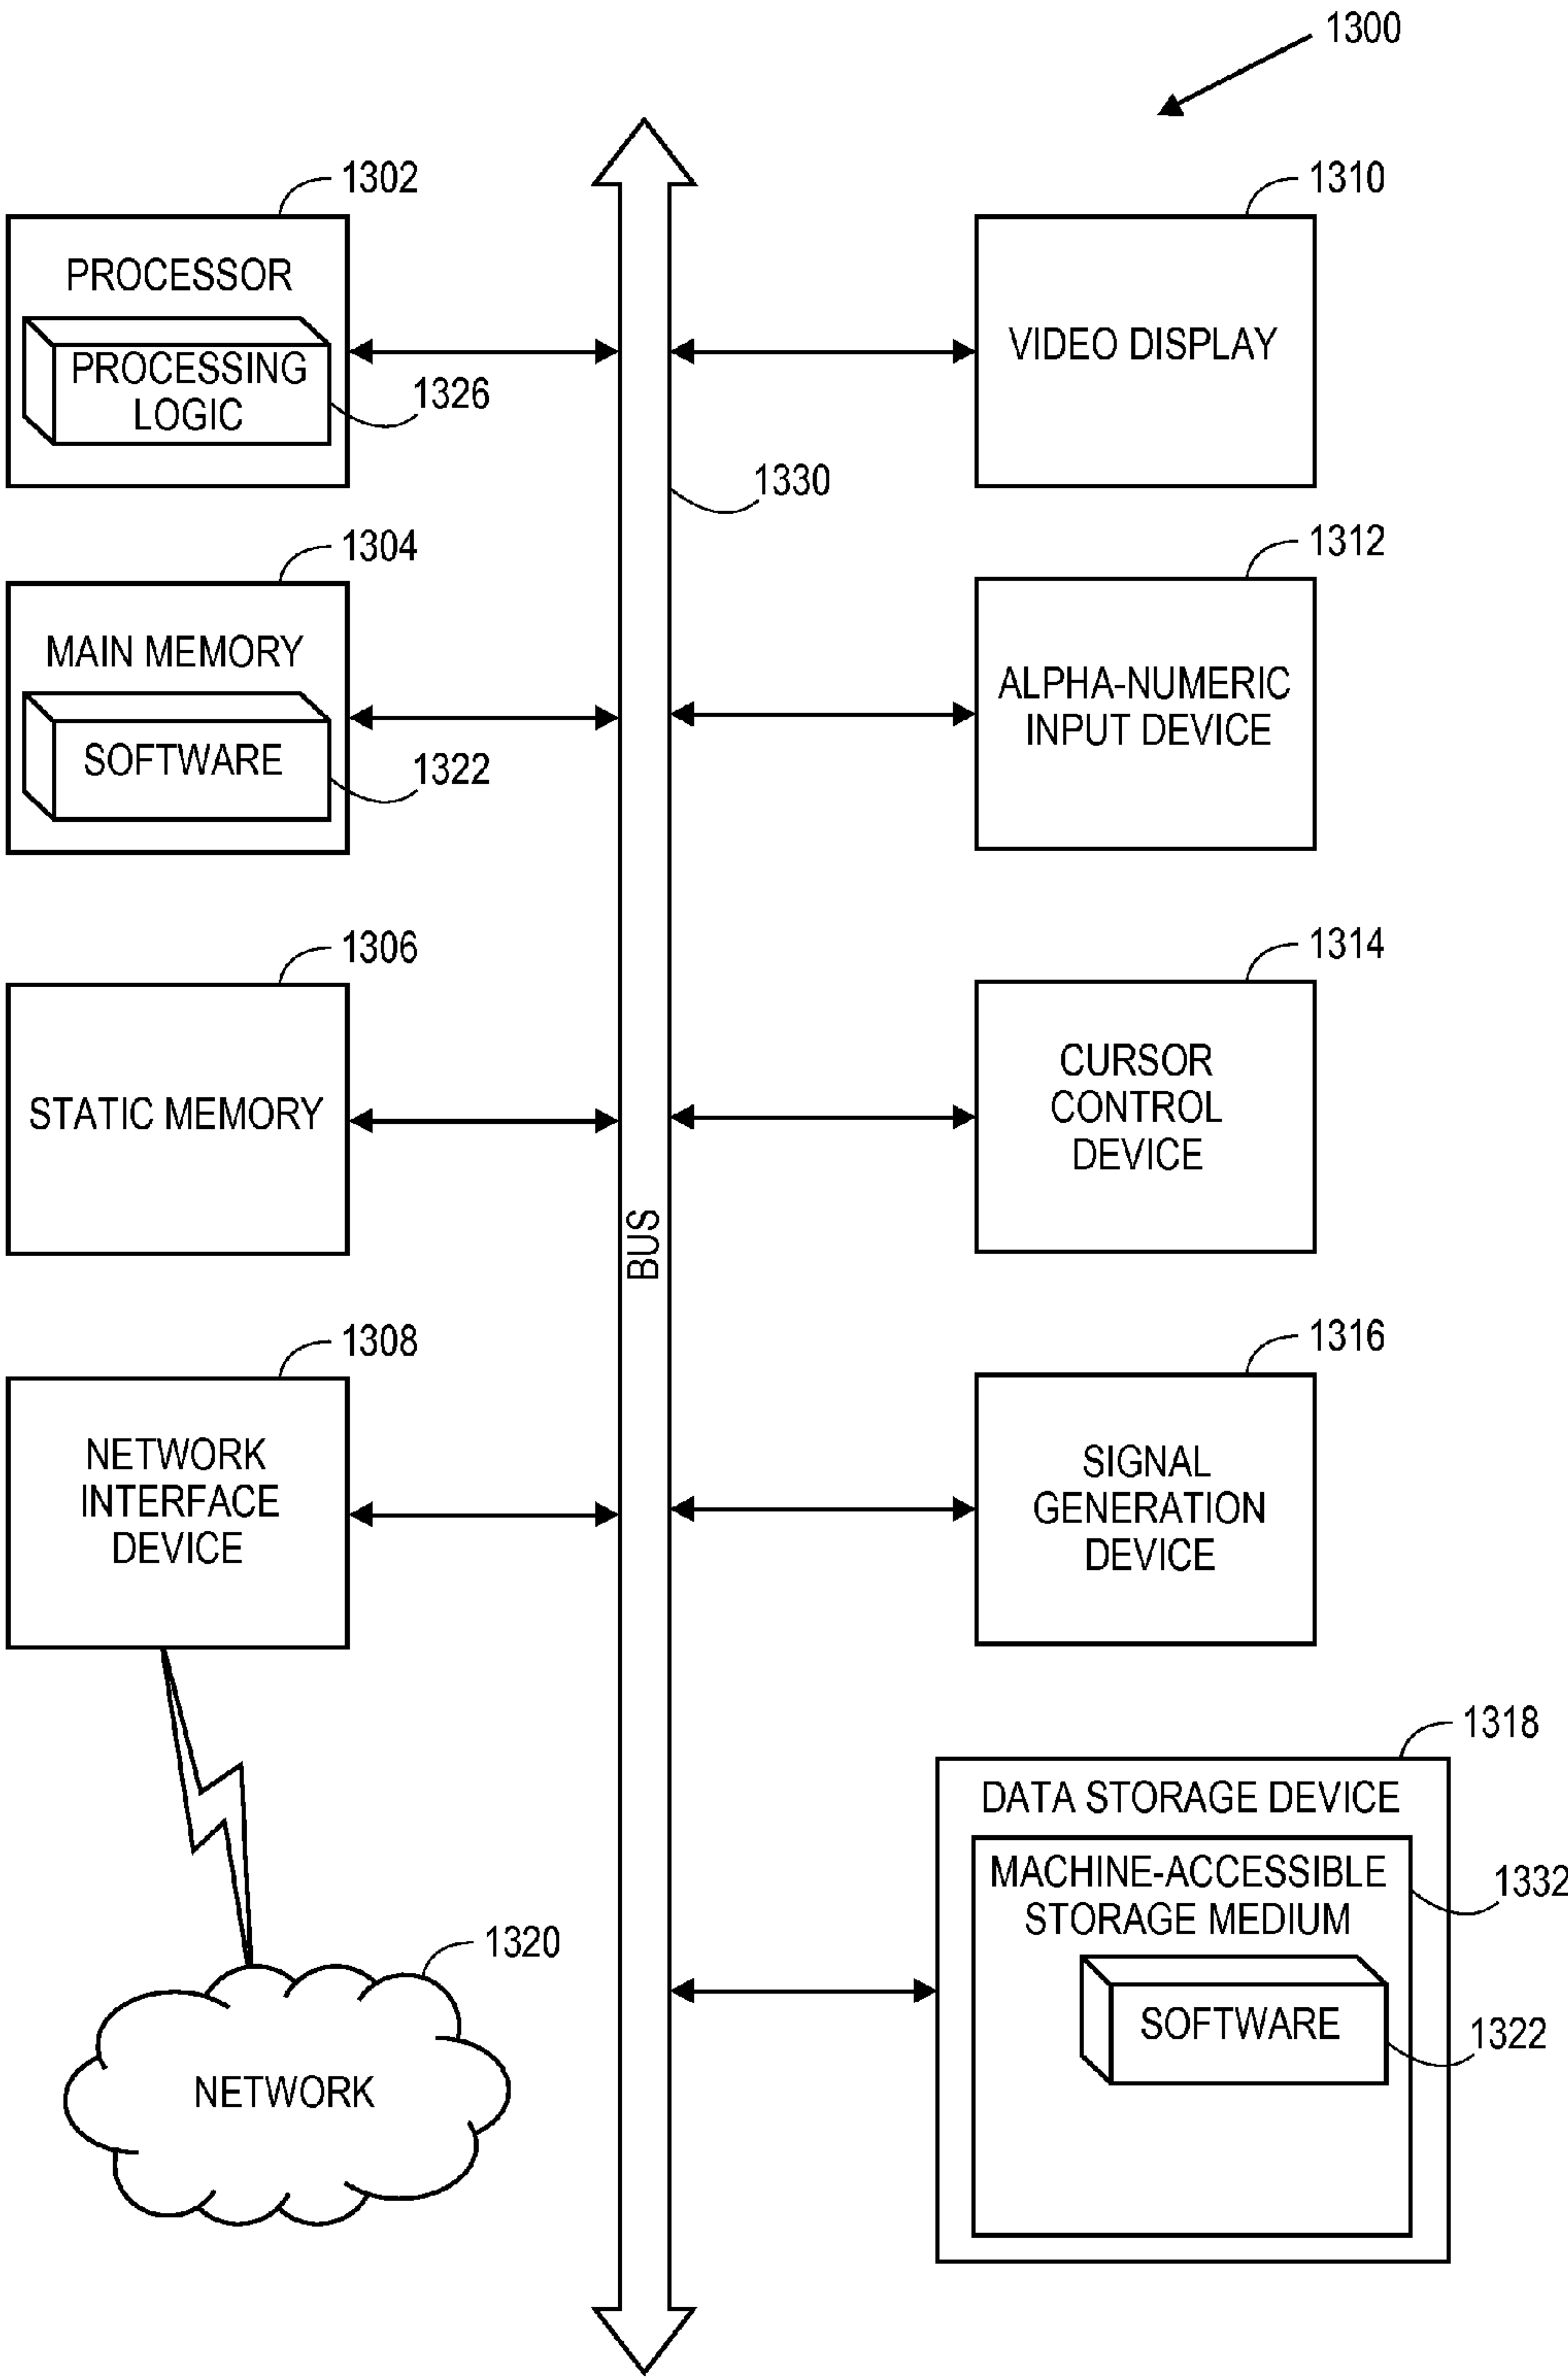 1300
1302
PROCESSOR
PROCESSING
LOGIC
1326
1304
MAIN MEMORY
SOFTWARE
1322
1306
STATIC MEMORY
1308
NETWORK
INTERFACE
DEVICE
1320
NETWORK
1330
BUS
1310
VIDEO DISPLAY
1312
ALPHA-NUMERIC
INPUT DEVICE
1314
CURSOR
CONTROL
DEVICE
1316
SIGNAL
GENERATION
DEVICE
1318
DATA STORAGE DEVICE
MACHINE-ACCESSIBLE
STORAGE MEDIUM
1332
SOFTWARE
1322